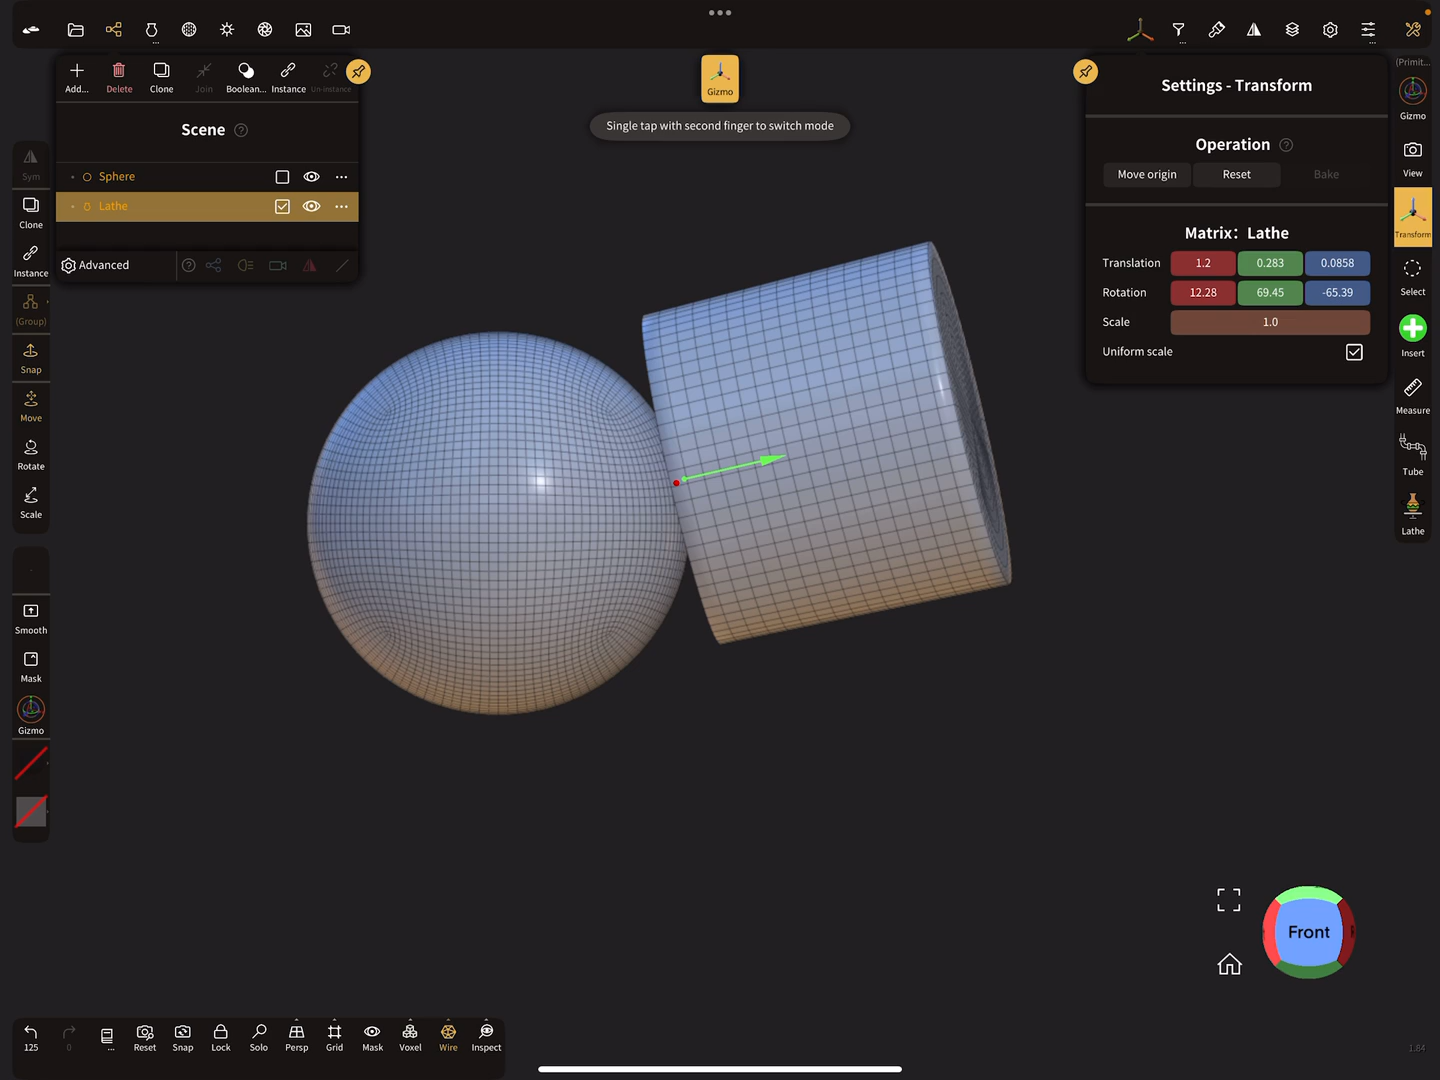 Add...
Delete
Clone
Join
Boolean...
Instance
Un-instance
Scene ?
Sphere ...
Lathe ...
Advanced ?
Gizmo
Single tap with second finger to switch mode
Settings - Transform
Operation ?
Move origin
Reset
Bake
Matrix: Lathe
Translation 1.2 0.283 0.0858
Rotation 12.28 69.45 -65.39
Scale 1.0
Uniform scale
Sym
Clone
Instance
(Group)
Snap
Move
Rotate
Scale
Smooth
Mask
Gizmo
(Primit...
Gizmo
View
Transform
Select
Insert
Measure
Tube
Lathe
Front
125
0
...
Reset
Snap
Lock
Solo
Persp
Grid
Mask
Voxel
Wire
Inspect
1.84